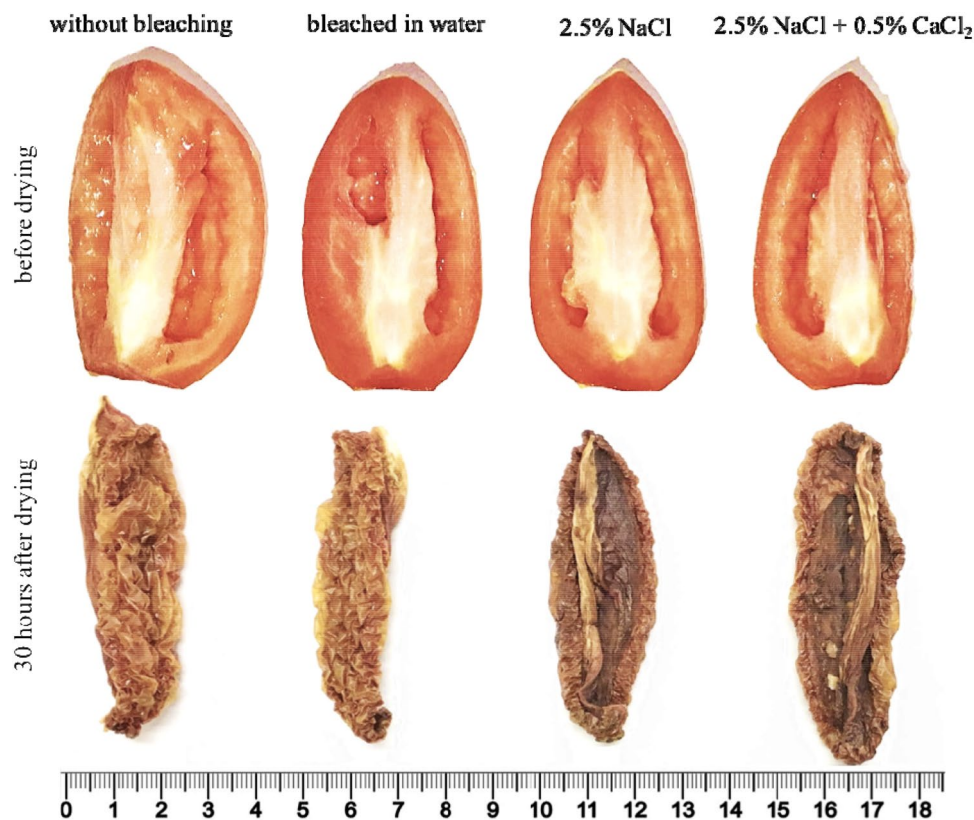 without bleaching
bleached in water
2.5% NaCl
2.5% NaCl + 0.5% CaCl₂
before drying
30 hours after drying
0 1 2 3 4 5 6 7 8 9 10 11 12 13 14 15 16 17 18